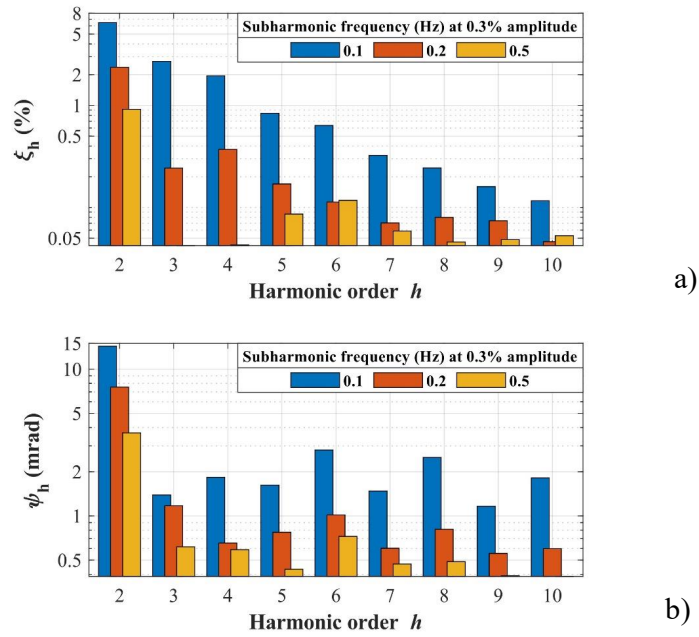 8
Subharmonic frequency (Hz) at 0.3% amplitude
0.1 0.2 0.5
4
2
1
0.5
0.05
ξh (%)
2 3 4 5 6 7 8 9 10
Harmonic order h
a)
15
Subharmonic frequency (Hz) at 0.3% amplitude
0.1 0.2 0.5
10
5
2
1
0.5
ψh (mrad)
2 3 4 5 6 7 8 9 10
Harmonic order h
b)